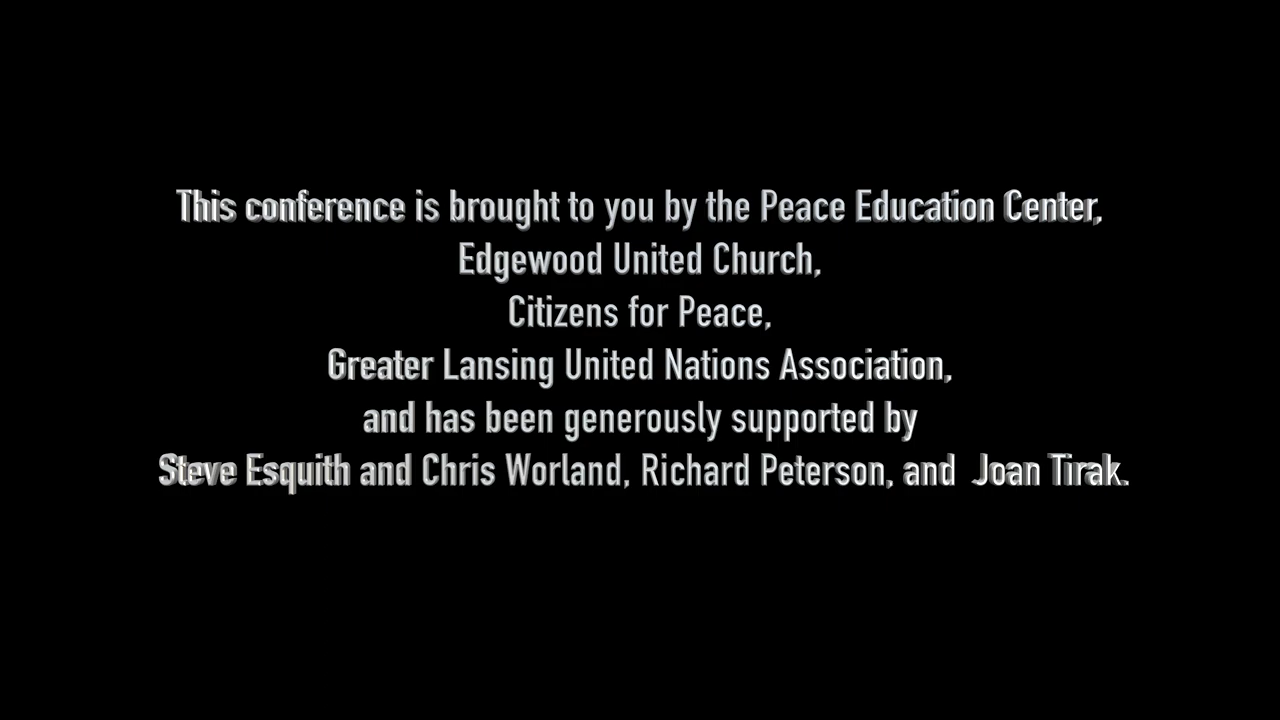 This conference is brought to you by the Peace Education Center,
Edgewood United Church,
Citizens for Peace,
Greater Lansing United Nations Association,
and has been generously supported by
Steve Esquith and Chris Worland, Richard Peterson, and  Joan Tirak.